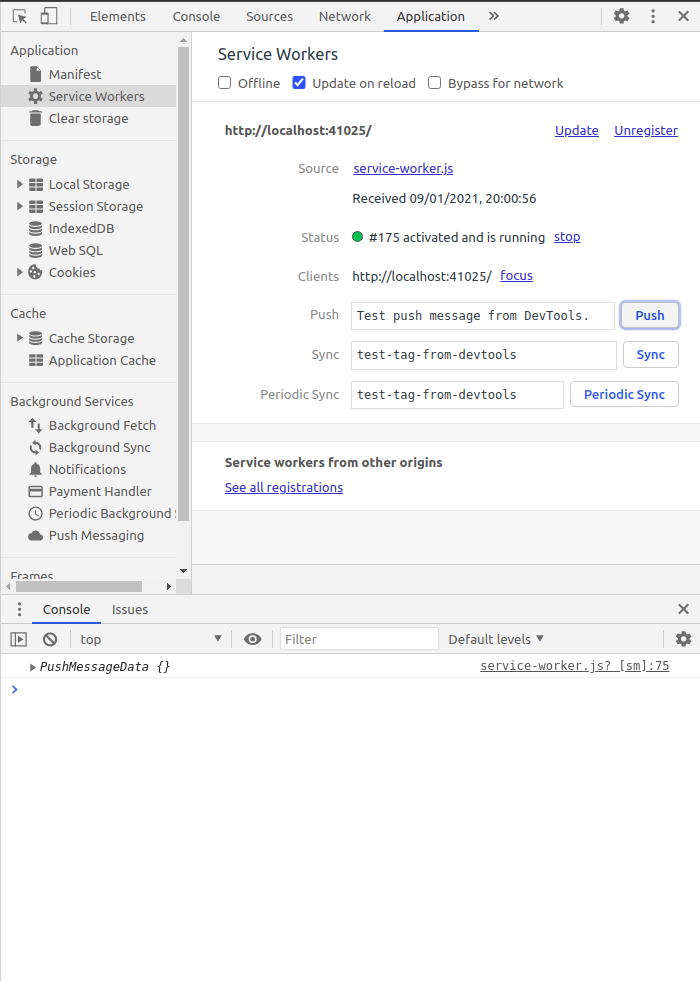 Elements Console Sources Network Application »
Application
Manifest
Service Workers
Clear storage
Storage
Local Storage
Session Storage
IndexedDB
Web SQL
Cookies
Cache
Cache Storage
Application Cache
Background Services
Background Fetch
Background Sync
Notifications
Payment Handler
Periodic Background
Push Messaging
Frames
Service Workers
Offline Update on reload Bypass for network
http://localhost:41025/ Update Unregister
Source service-worker.js
Received 09/01/2021, 20:00:56
Status #175 activated and is running stop
Clients http://localhost:41025/ focus
Push Test push message from DevTools. Push
Sync test-tag-from-devtools Sync
Periodic Sync test-tag-from-devtools Periodic Sync
Service workers from other origins
See all registrations
Console Issues
top Filter Default levels
PushMessageData {} service-worker.js? [sm]:75